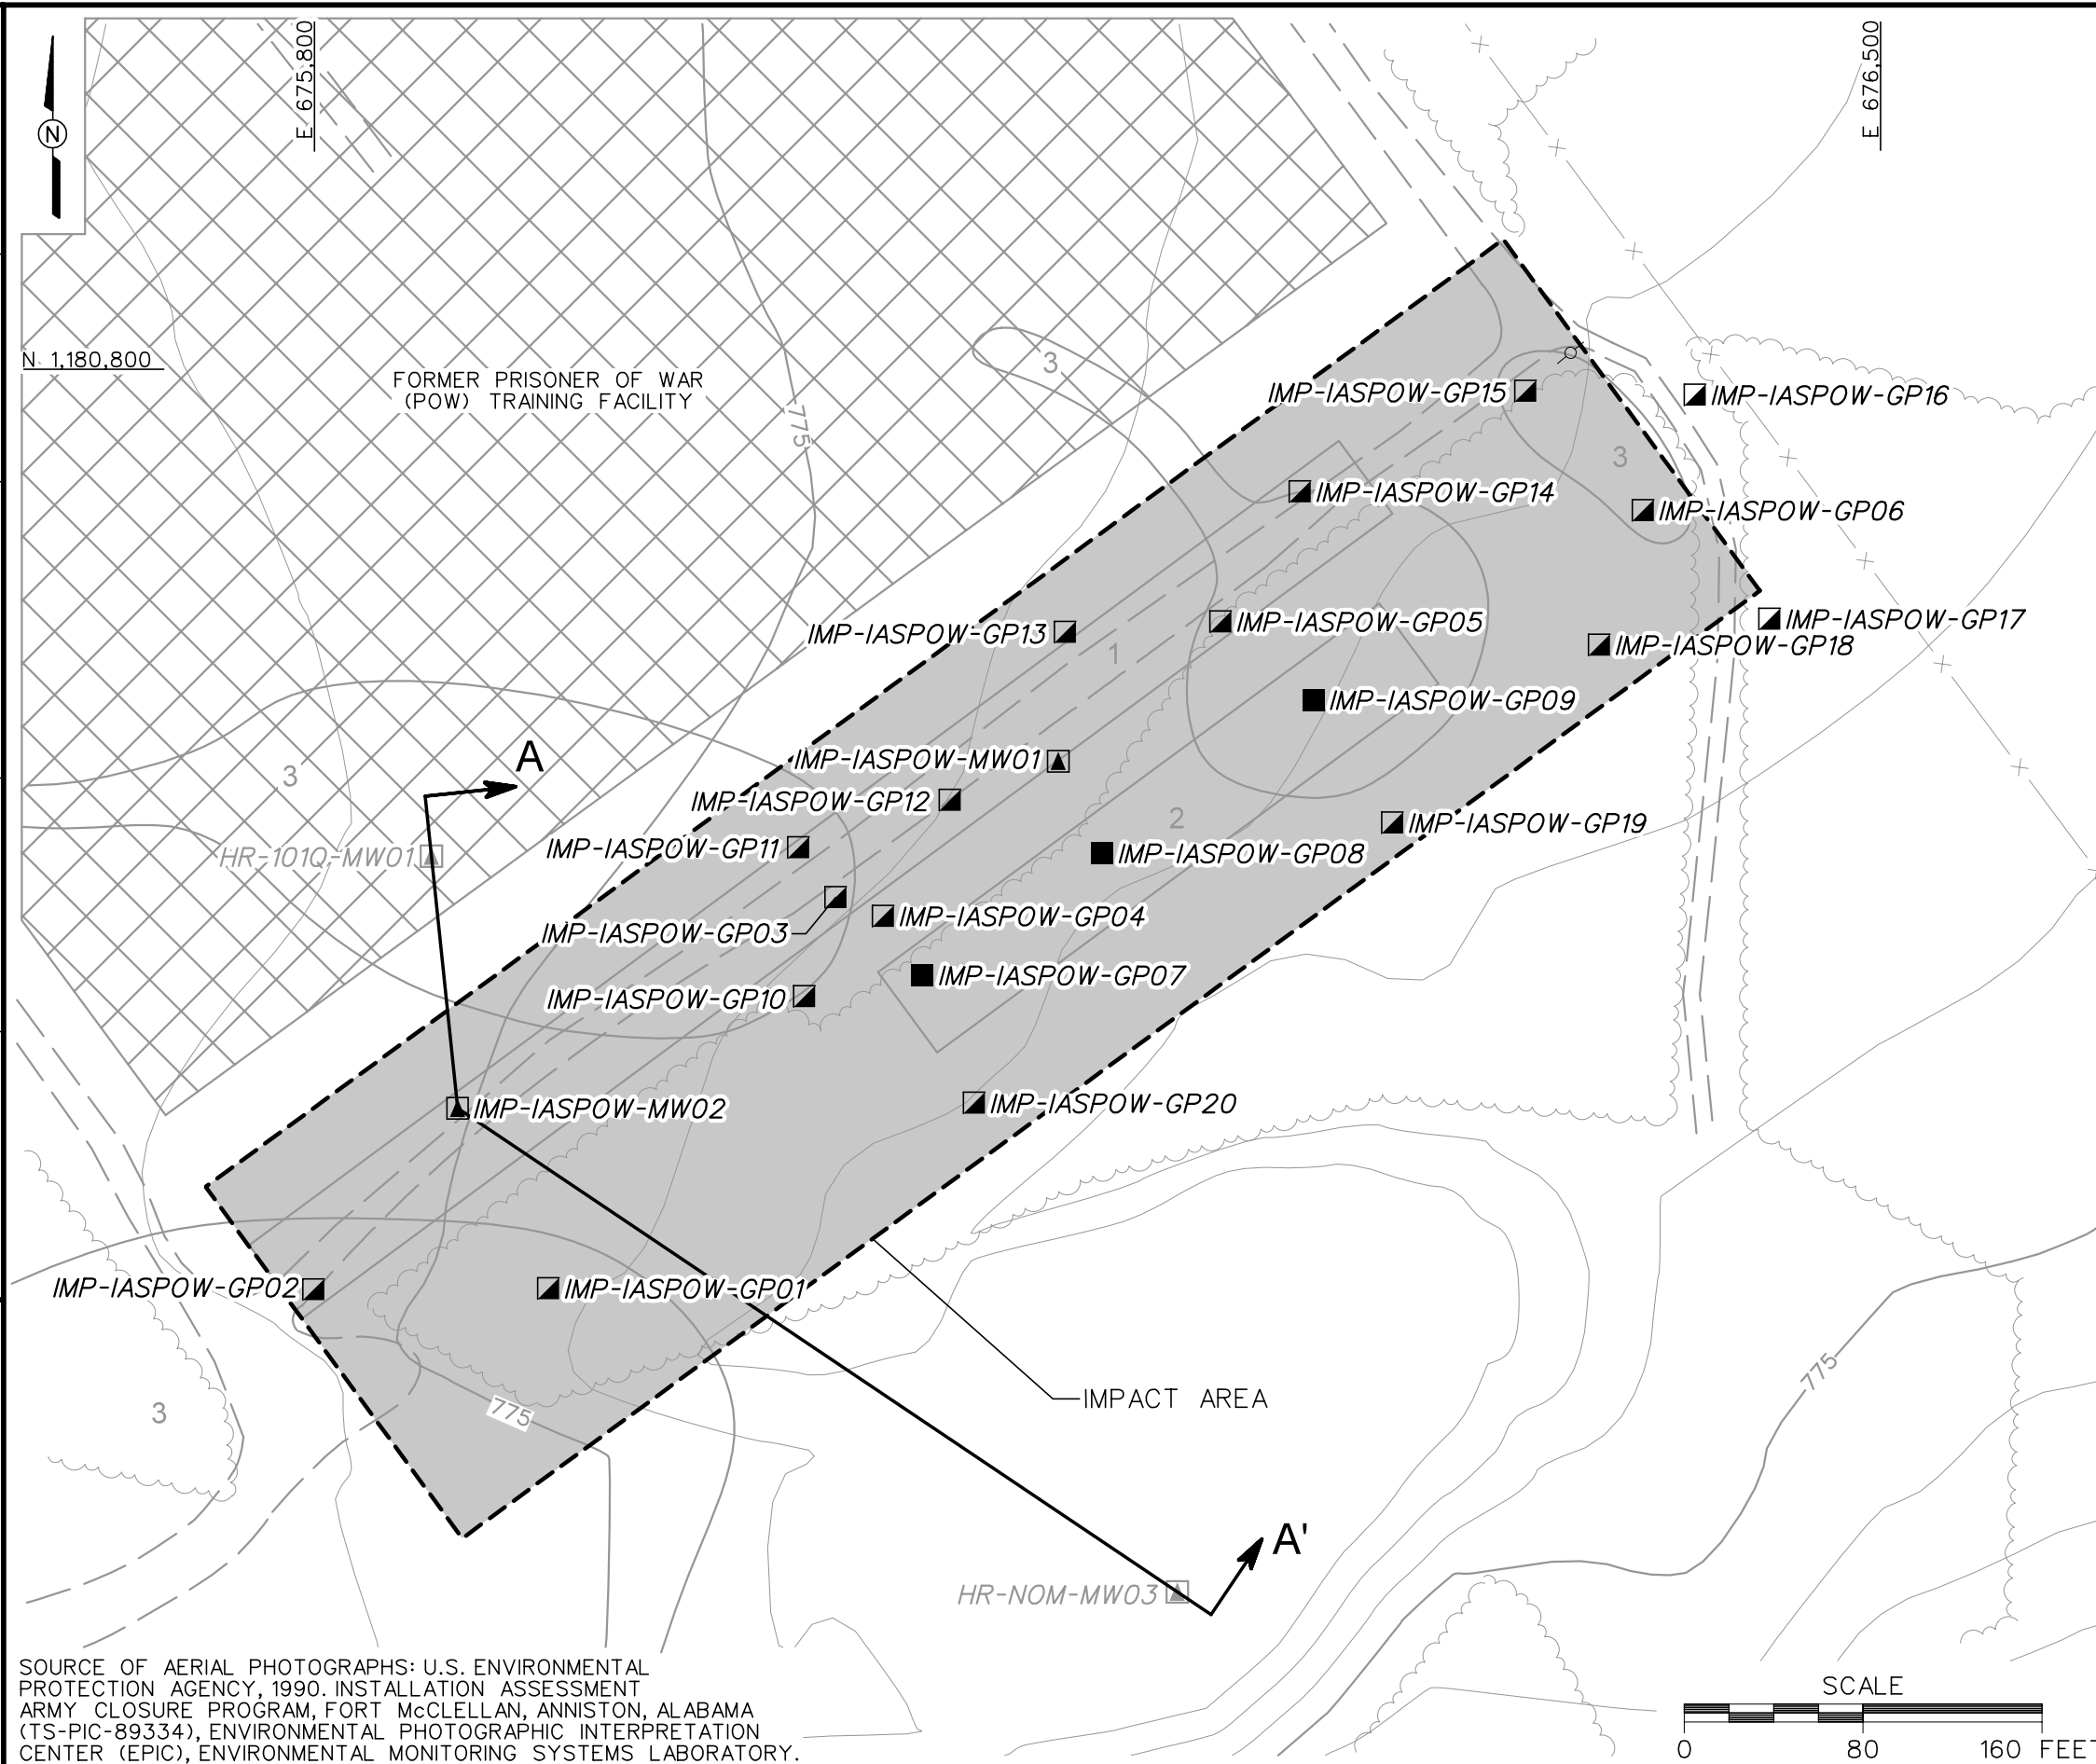 E 675,800
E 676,500
N
N 1,180,800
FORMER PRISONER OF WAR
(POW) TRAINING FACILITY
775
3
IMP-IASPOW-GP15
IMP-IASPOW-GP16
3
IMP-IASPOW-GP14
IMP-IASPOW-GP06
IMP-IASPOW-GP13
IMP-IASPOW-GP05
IMP-IASPOW-GP17
1
IMP-IASPOW-GP18
IMP-IASPOW-GP09
A
3
IMP-IASPOW-MW01
IMP-IASPOW-GP12
2
IMP-IASPOW-GP19
IMP-IASPOW-GP11
HR-101Q-MW01
IMP-IASPOW-GP08
IMP-IASPOW-GP04
IMP-IASPOW-GP03
IMP-IASPOW-GP07
IMP-IASPOW-GP10
IMP-IASPOW-MW02
IMP-IASPOW-GP20
IMP-IASPOW-GP02
IMP-IASPOW-GP01
775
IMPACT AREA
3
775
A'
HR-NOM-MW03
SOURCE OF AERIAL PHOTOGRAPHS: U.S. ENVIRONMENTAL
PROTECTION AGENCY, 1990. INSTALLATION ASSESSMENT
ARMY CLOSURE PROGRAM, FORT McCLELLAN, ANNISTON, ALABAMA
(TS-PIC-89334), ENVIRONMENTAL PHOTOGRAPHIC INTERPRETATION
CENTER (EPIC), ENVIRONMENTAL MONITORING SYSTEMS LABORATORY.
SCALE
0 80 160 FEET